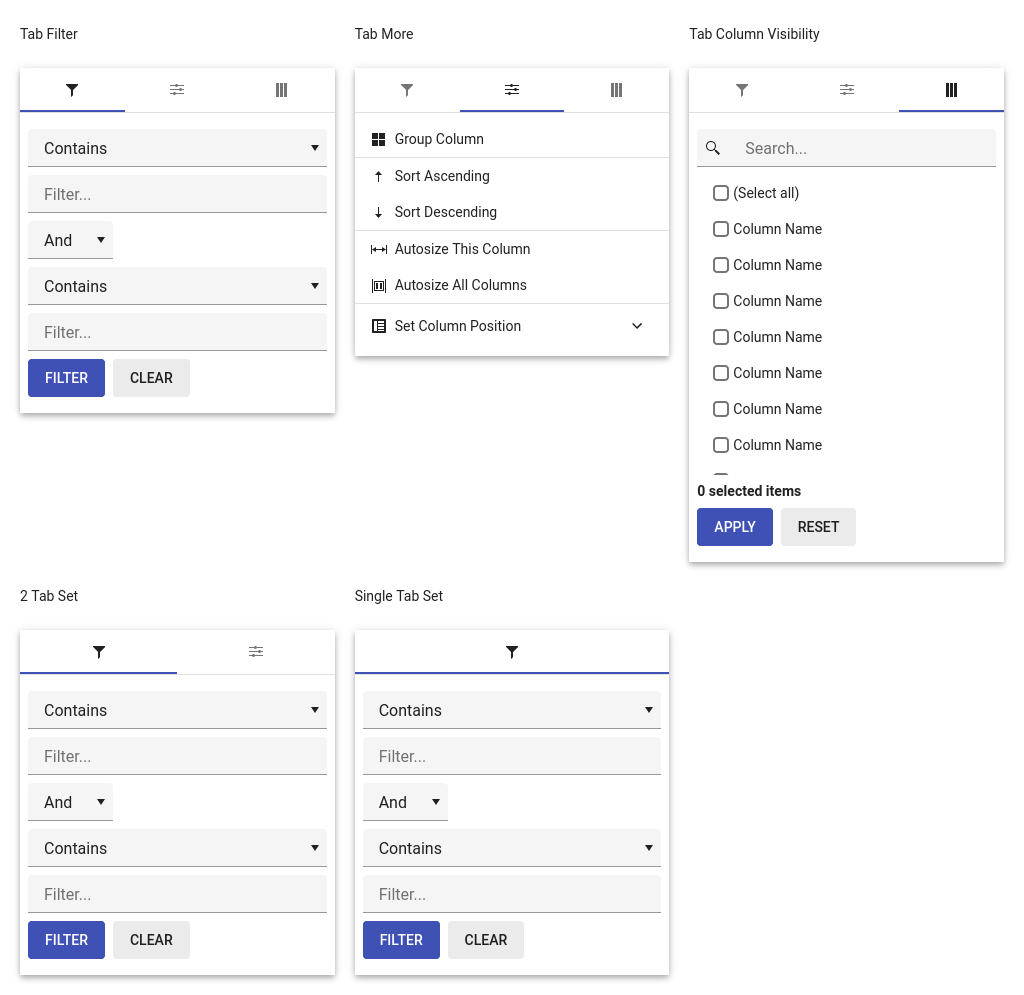 Tab Filter
Contains
Filter...
And
Contains
Filter...
FILTER CLEAR
Tab More
Group Column
Sort Ascending
Sort Descending
Autosize This Column
Autosize All Columns
Set Column Position
Tab Column Visibility
Search...
(Select all)
Column Name
Column Name
Column Name
Column Name
Column Name
Column Name
Column Name
0 selected items
APPLY RESET
2 Tab Set
Contains
Filter...
And
Contains
Filter...
FILTER CLEAR
Single Tab Set
Contains
Filter...
And
Contains
Filter...
FILTER CLEAR